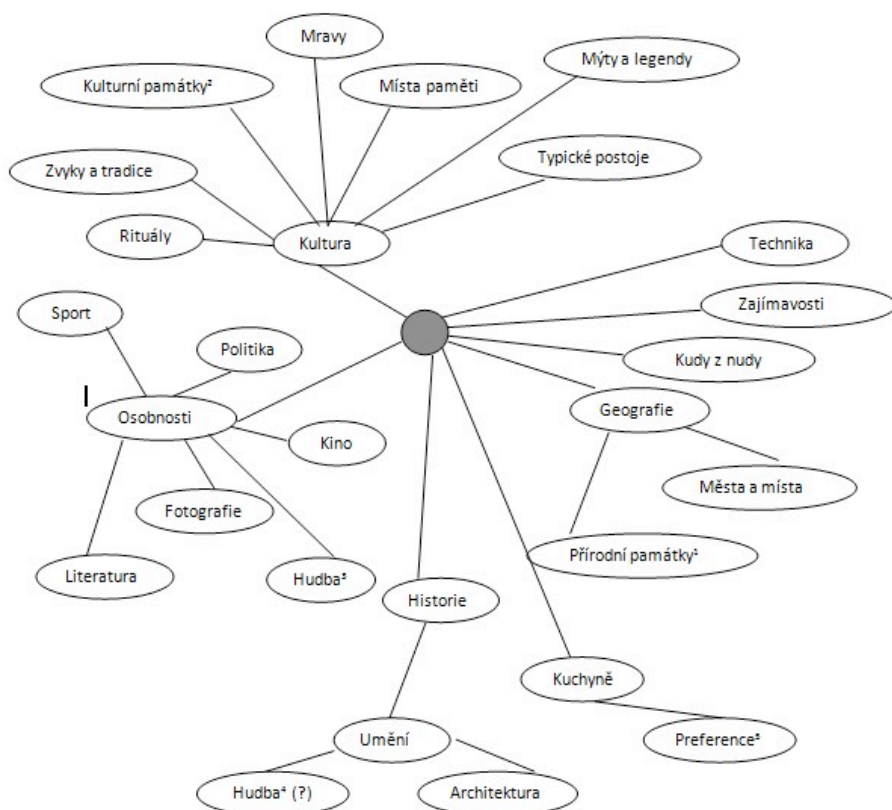 Mravy
Mýty a legendy
Kulturní památky²
Místa paměti
Typické postoje
Zvyky a tradice
Rituály
Kultura
Technika
Zajímavosti
Sport
Politika
Kudy z nudy
Geografie
Osobnosti
Kino
Města a místa
Fotografie
Přírodní památky¹
Literatura
Hudba³
Historie
Kuchyně
Umění
Preference⁵
Hudba⁴ (?)
Architektura